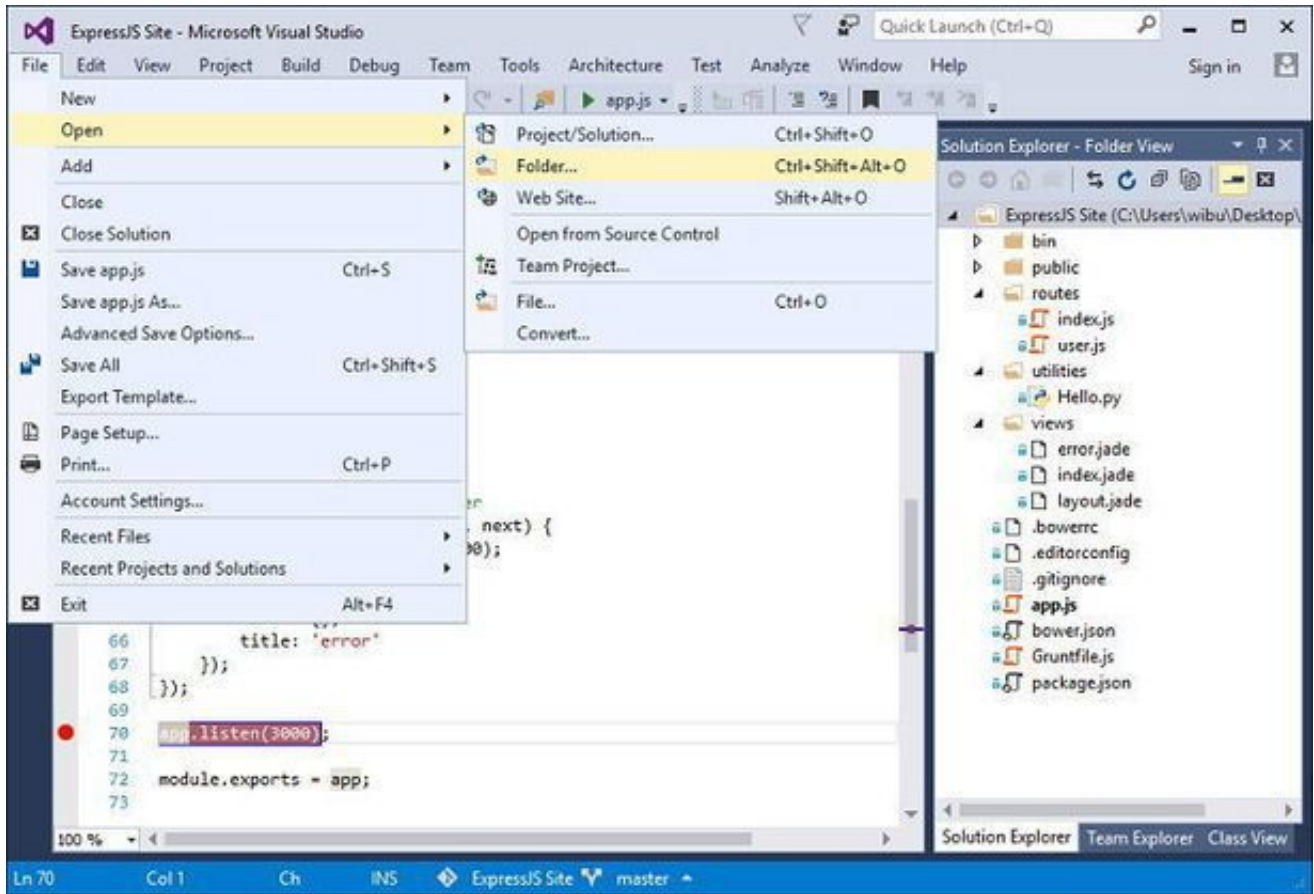 ExpressJS Site - Microsoft Visual Studio
Quick Launch (Ctrl+Q)
File Edit View Project Build Debug Team Tools Architecture Test Analyze Window Help Sign in
app.js
New
Open
Add
Close
Close Solution
Save app.js Ctrl+S
Save app.js As...
Advanced Save Options...
Save All Ctrl+Shift+S
Export Template...
Page Setup...
Print... Ctrl+P
Account Settings...
Recent Files
Recent Projects and Solutions
Exit Alt+F4
Project/Solution... Ctrl+Shift+O
Folder... Ctrl+Shift+Alt+O
Web Site... Shift+Alt+O
Open from Source Control
Team Project...
File... Ctrl+O
Convert...
er
, next) {
00);
66 title: 'error'
67 });
68 });
69
70 app.listen(3000);
71
72 module.exports = app;
73
100 %
Solution Explorer - Folder View
ExpressJS Site (C:\Users\wibu\Desktop\
bin
public
routes
index.js
user.js
utilities
Hello.py
views
error.jade
index.jade
layout.jade
.bowerrc
.editorconfig
.gitignore
app.js
bower.json
Gruntfile.js
package.json
Solution Explorer Team Explorer Class View
Ln 70 Col 1 Ch INS ExpressJS Site master